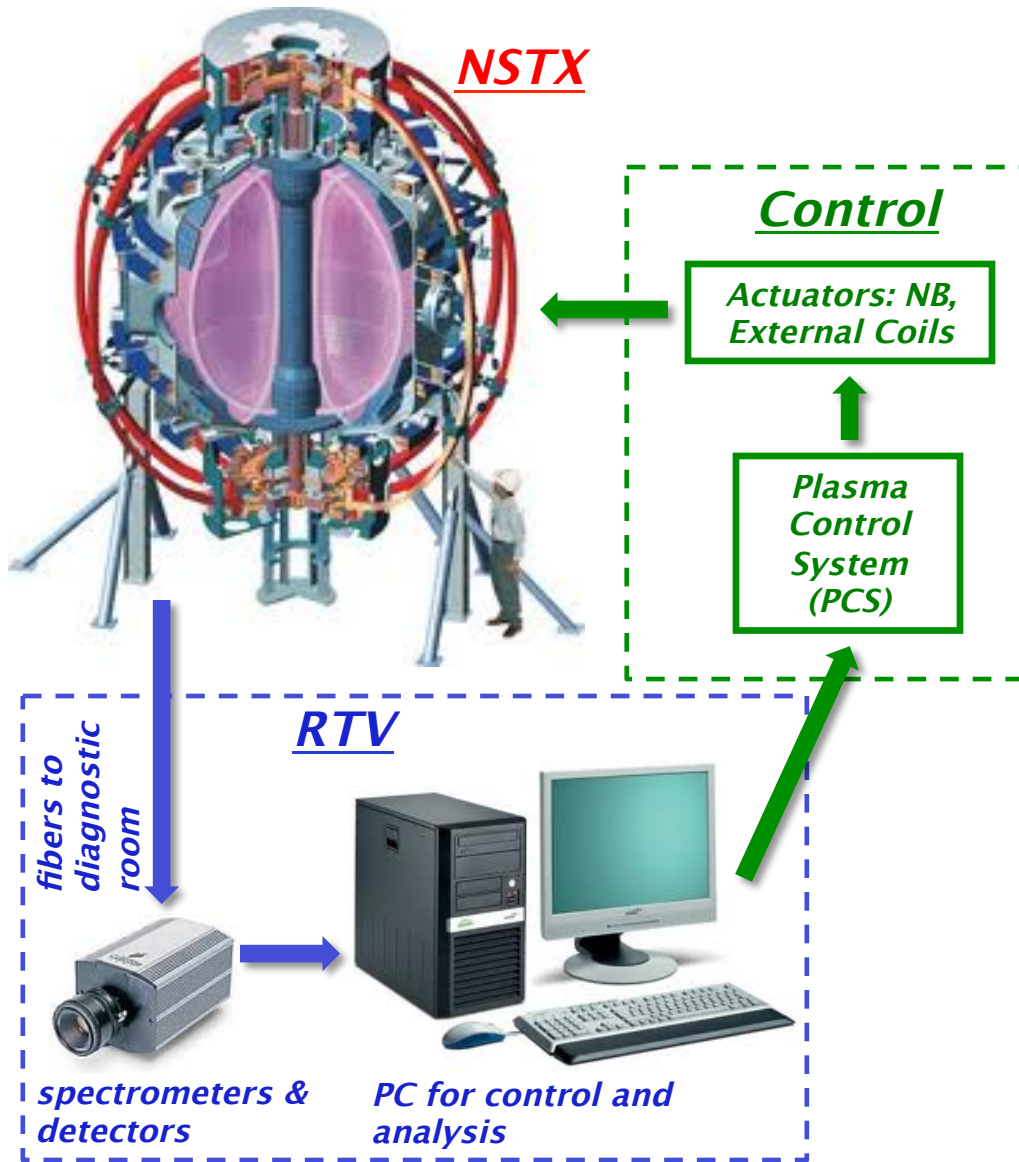 NSTX
Control
Actuators: NB,
External Coils
Plasma
Control
System
(PCS)
RTV
fibers to
diagnostic
room
spectrometers &
detectors
PC for control and
analysis